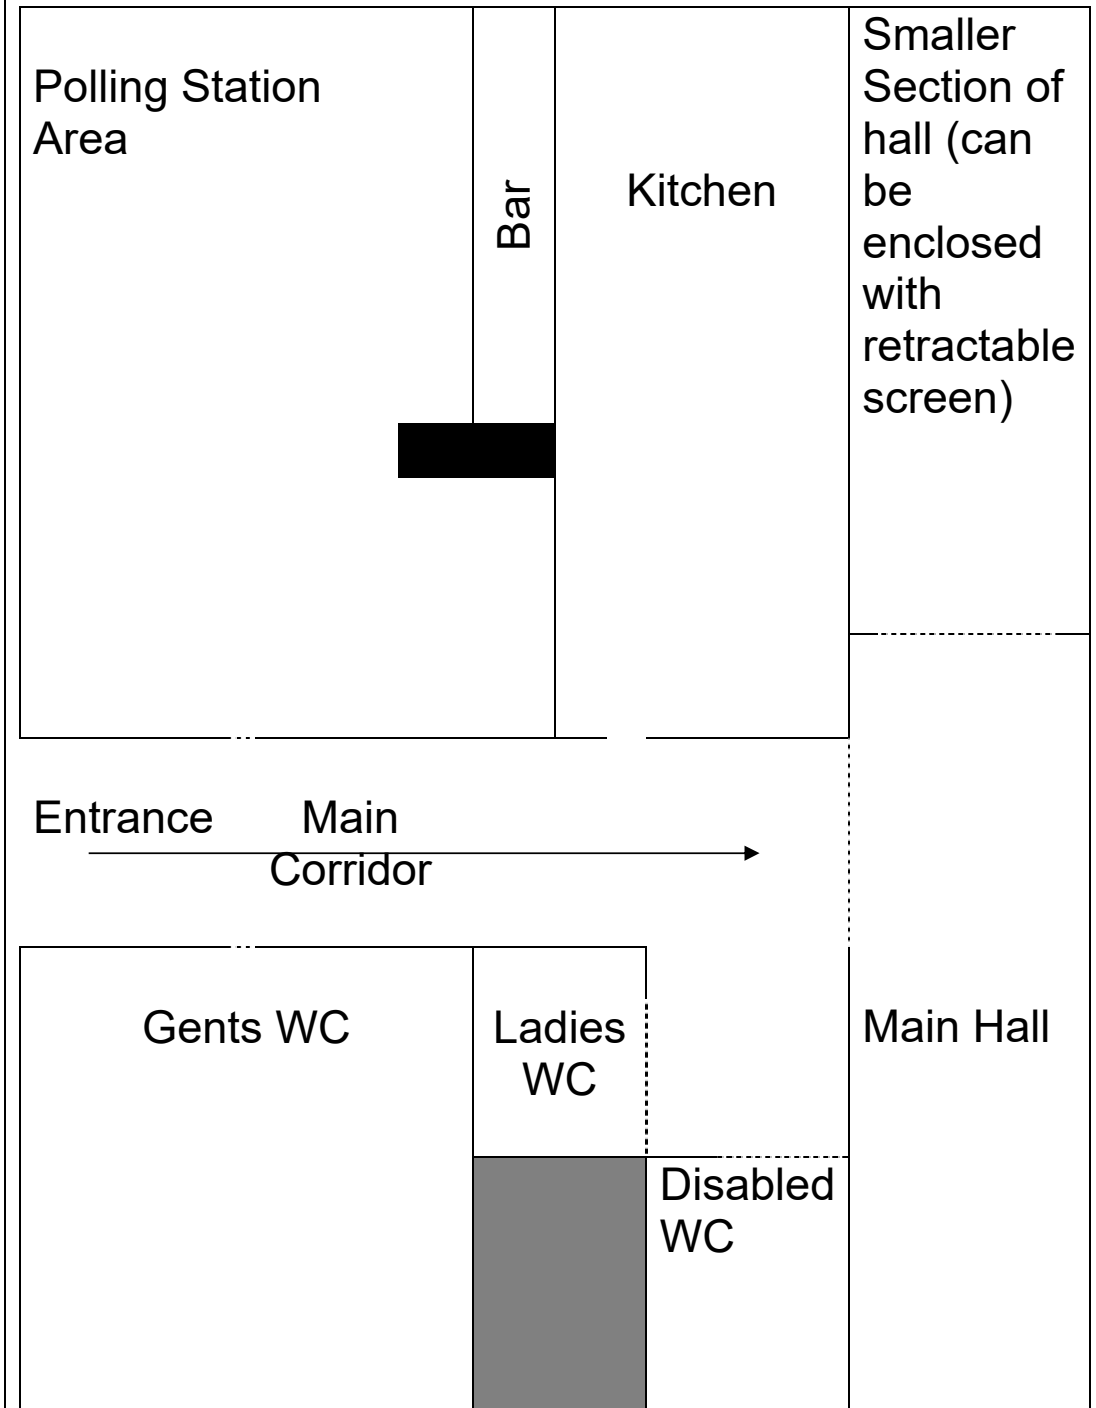 Polling Station
Area
Bar
Kitchen
Smaller
Section of
hall (can
be
enclosed
with
retractable
screen)
Entrance
Main
Corridor
Gents WC
Ladies
WC
Main Hall
Disabled
WC